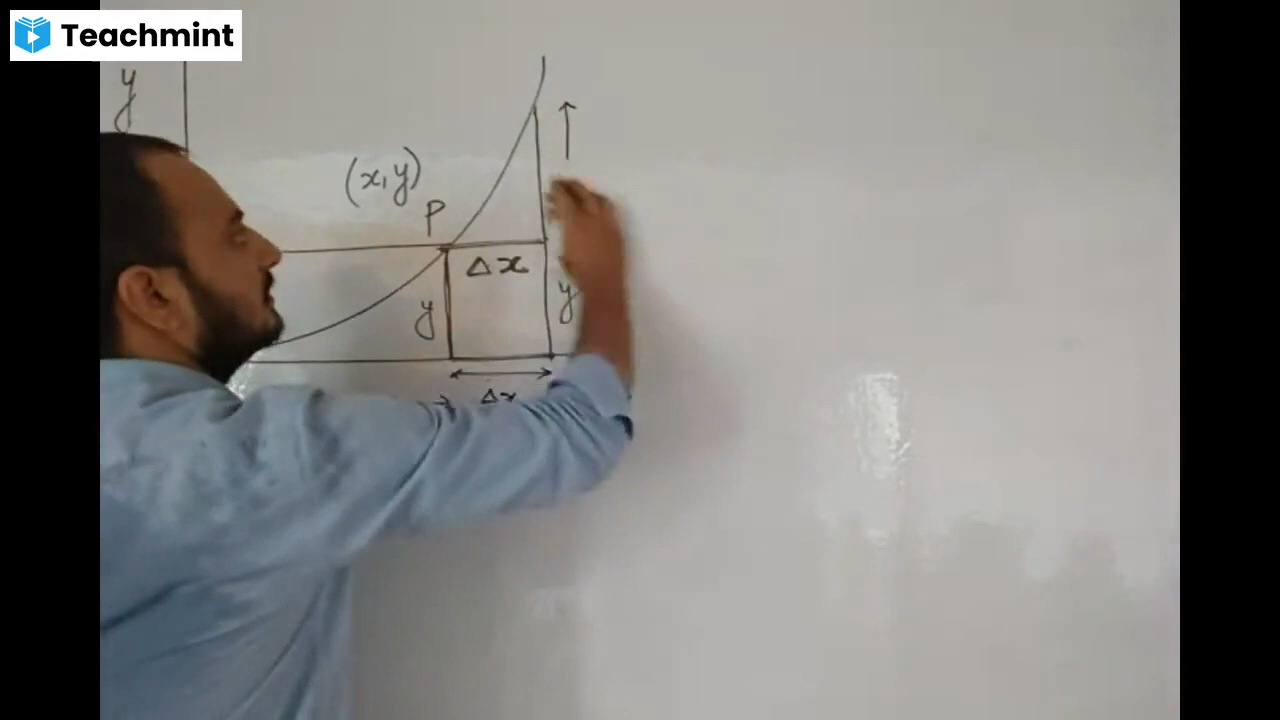 Teachmint
y
(x, y)
P
Δx
y
y
Δx